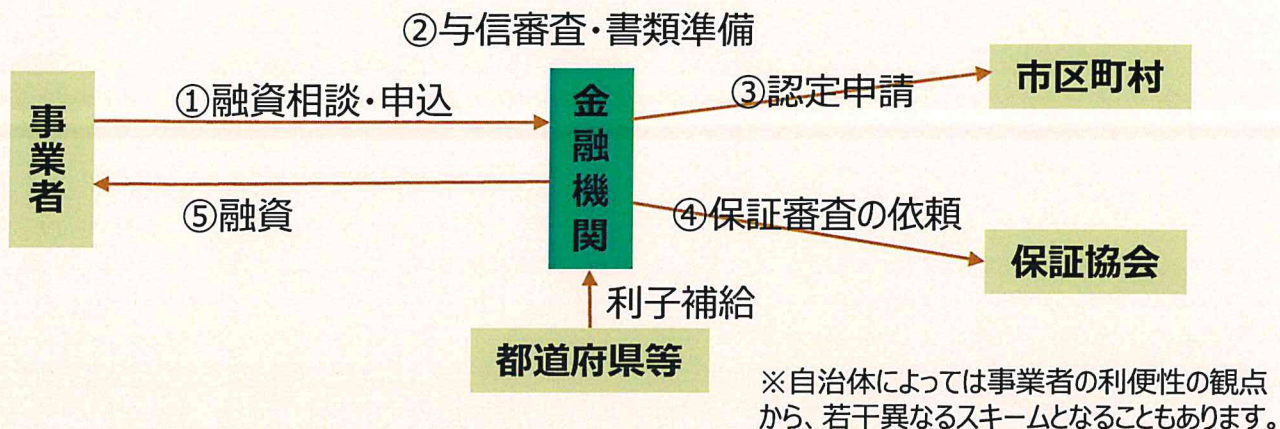 ②与信審査・書類準備
事業者
①融資相談・申込
金融機関
③認定申請
市区町村
⑤融資
④保証審査の依頼
保証協会
利子補給
都道府県等
※自治体によっては事業者の利便性の観点
から、若干異なるスキームとなることもあります。